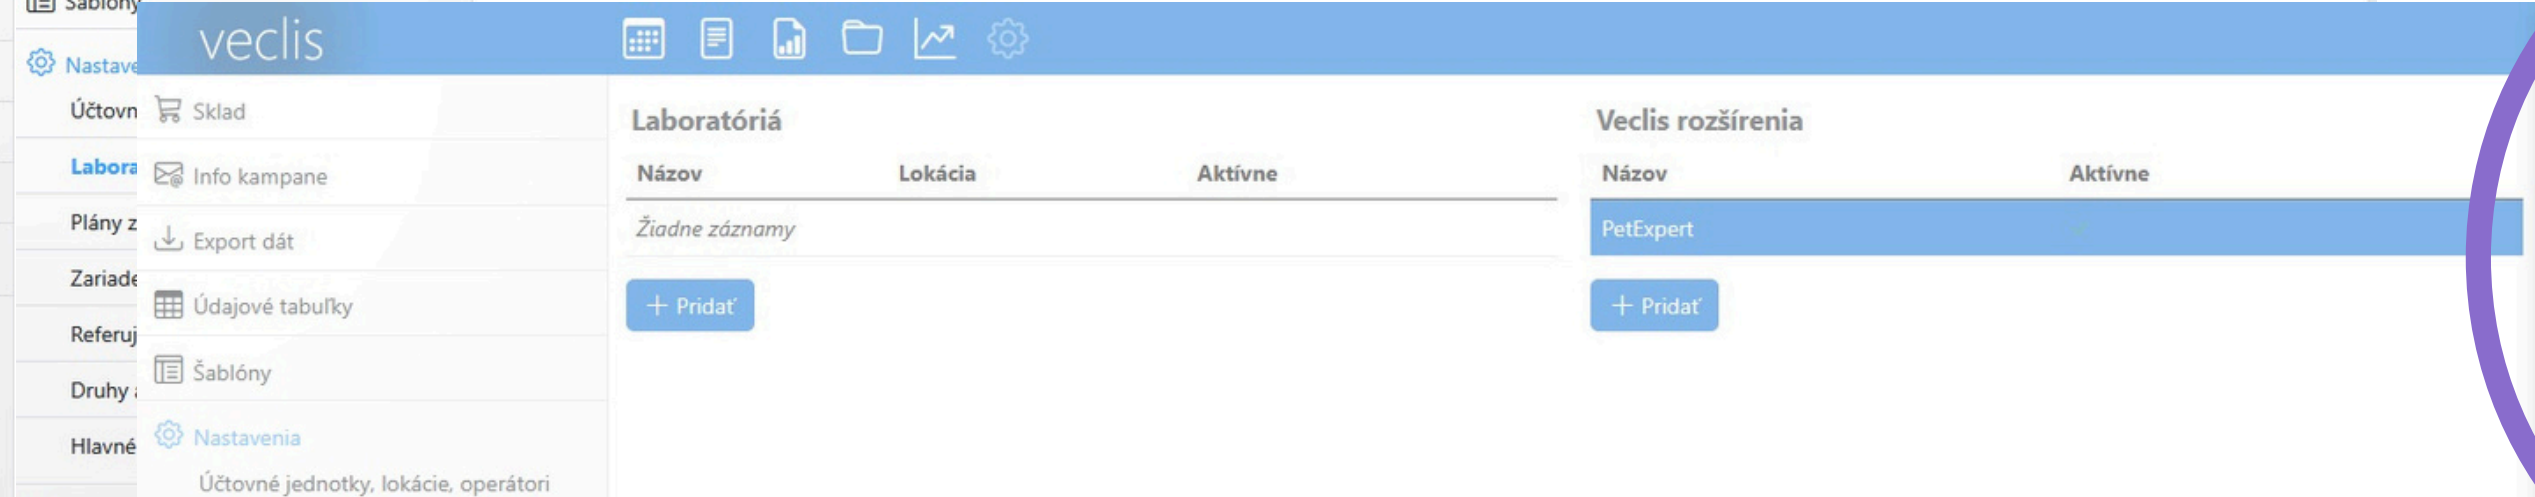 Šablóny
Nastave
Účtovn
Labora
Plány z
Zariade
Referuj
Druhy
Hlavné
veclis
Sklad
Info kampane
Export dát
Údajové tabuľky
Šablóny
Nastavenia
Účtovné jednotky, lokácie, operátori
Laboratóriá
Názov Lokácia Aktívne
Žiadne záznamy
+ Pridať
Veclis rozšírenia
Názov Aktívne
PetExpert
+ Pridať